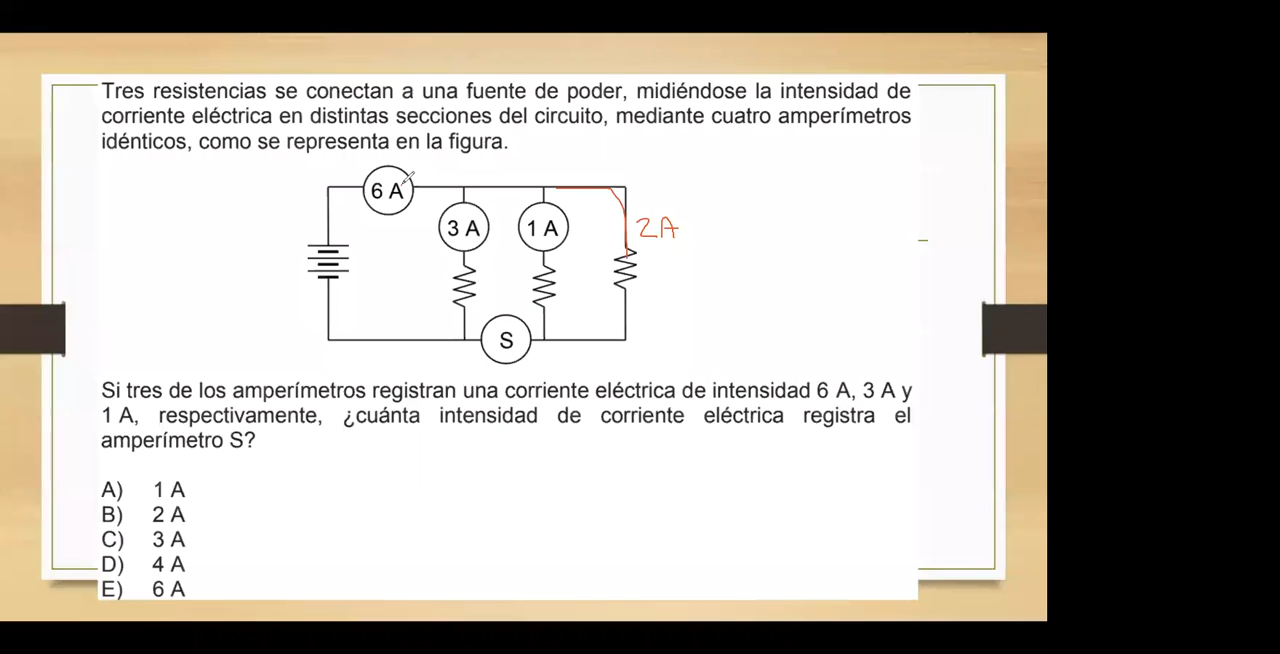 Tres resistencias se conectan a una fuente de poder, midiéndose la intensidad de
corriente eléctrica en distintas secciones del circuito, mediante cuatro amperímetros
idénticos, como se representa en la figura.
6 A
3 A
1 A
2A
S
Si tres de los amperímetros registran una corriente eléctrica de intensidad 6 A, 3 A y
1 A, respectivamente, ¿cuánta intensidad de corriente eléctrica registra el
amperímetro S?
A) 1 A
B) 2 A
C) 3 A
D) 4 A
E) 6 A